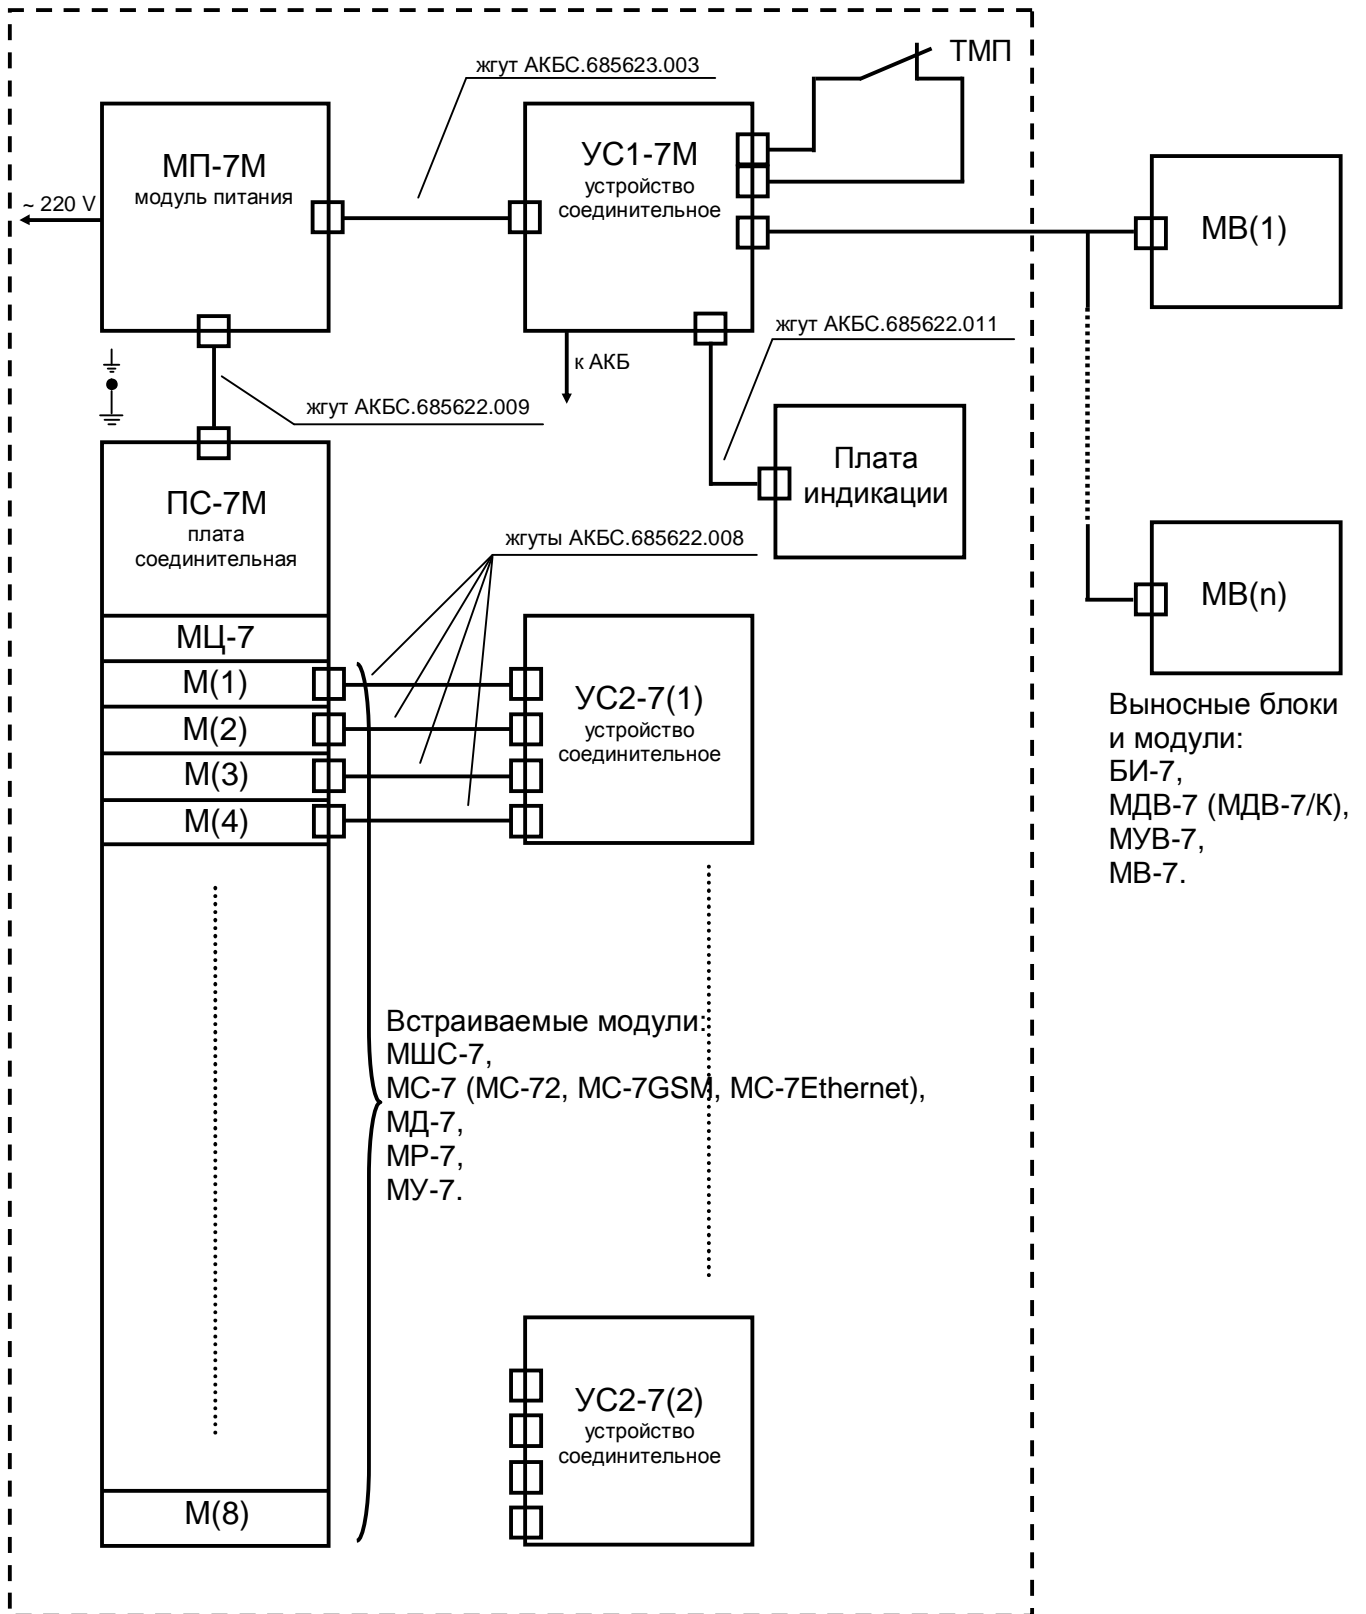 жгут АКБС.685623.003
ТМП
МП-7М
модуль питания
~ 220 V
УС1-7М
устройство
соединительное
МВ(1)
жгут АКБС.685622.011
к АКБ
жгут АКБС.685622.009
Плата
индикации
ПС-7М
плата
соединительная
жгуты АКБС.685622.008
МВ(n)
МЦ-7
М(1)
М(2)
М(3)
М(4)
УС2-7(1)
устройство
соединительное
Выносные блоки
и модули:
БИ-7,
МДВ-7 (МДВ-7/К),
МУВ-7,
МВ-7.
Встраиваемые модули:
МШС-7,
МС-7 (МС-72, МС-7GSM, МС-7Ethernet),
МД-7,
МР-7,
МУ-7.
УС2-7(2)
устройство
соединительное
М(8)